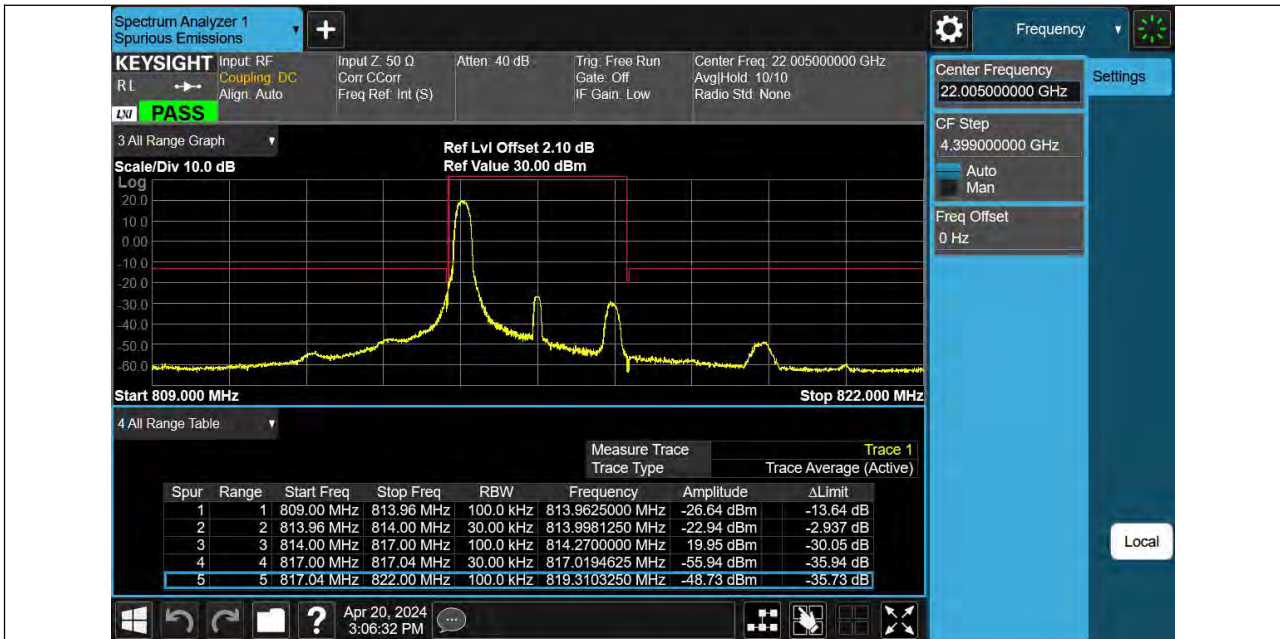 Spectrum Analyzer 1
Spurious Emissions
+
Frequency
KEYSIGHT
R L
LXI
PASS
Input: RF
Coupling: DC
Align: Auto
Input Z: 50 Ω
Corr CCorr
Freq Ref: Int (S)
Atten: 40 dB
Trig: Free Run
Gate: Off
IF Gain: Low
Center Freq: 22.005000000 GHz
Avg|Hold: 10/10
Radio Std: None
Center Frequency
22.005000000 GHz
Settings
CF Step
4.399000000 GHz
Auto
Man
Freq Offset
0 Hz
3 All Range Graph
Ref Lvl Offset 2.10 dB
Scale/Div 10.0 dB
Ref Value 30.00 dBm
Log
20.0
10.0
0.00
-10.0
-20.0
-30.0
-40.0
-50.0
-60.0
Start 809.000 MHz
Stop 822.000 MHz
4 All Range Table
Measure Trace Trace 1
Trace Type Trace Average (Active)
Spur Range Start Freq Stop Freq RBW Frequency Amplitude ΔLimit
1 1 809.00 MHz 813.96 MHz 100.0 kHz 813.9625000 MHz -26.64 dBm -13.64 dB
2 2 813.96 MHz 814.00 MHz 30.00 kHz 813.9981250 MHz -22.94 dBm -2.937 dB
3 3 814.00 MHz 817.00 MHz 100.0 kHz 814.2700000 MHz 19.95 dBm -30.05 dB
4 4 817.00 MHz 817.04 MHz 30.00 kHz 817.0194625 MHz -55.94 dBm -35.94 dB
5 5 817.04 MHz 822.00 MHz 100.0 kHz 819.3103250 MHz -48.73 dBm -35.73 dB
Local
?
Apr 20, 2024
3:06:32 PM